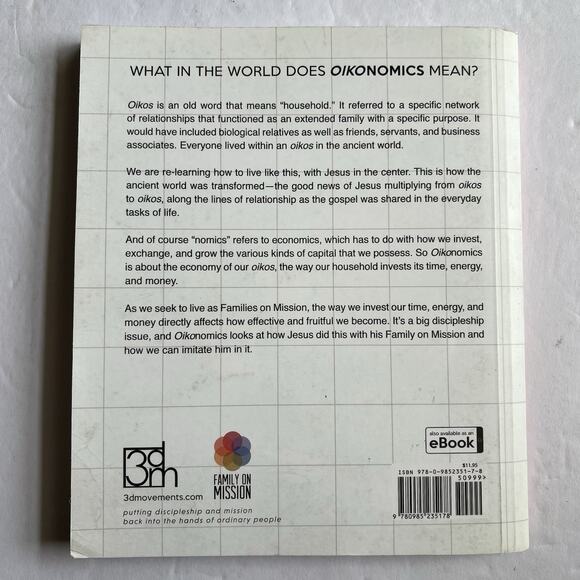 WHAT IN THE WORLD DOES OIKONOMICS MEAN?
Oikos is an old word that means “household.” It referred to a specific network
of relationships that functioned as an extended family with a specific purpose. It
would have included biological relatives as well as friends, servants, and business
associates. Everyone lived within an oikos in the ancient world.
We are re-learning how to live like this, with Jesus in the center. This is how the
ancient world was transformed—the good news of Jesus multiplying from oikos
to oikos, along the lines of relationship as the gospel was shared in the everyday
tasks of life.
And of course “nomics” refers to economics, which has to do with how we invest,
exchange, and grow the various kinds of capital that we possess. So Oikonomics
is about the economy of our oikos, the way our household invests its time, energy,
and money.
As we seek to live as Families on Mission, the way we invest our time, energy, and
money directly affects how effective and fruitful we become. It’s a big discipleship
issue, and Oikonomics looks at how Jesus did this with his Family on Mission and
how we can imitate him in it.
3dm
3dmovements.com
FAMILY ON
MISSION
putting discipleship and mission
back into the hands of ordinary people
also available as an
eBook
$11.95
ISBN 978-0-9852351-7-8
50999>
9 780985 235178